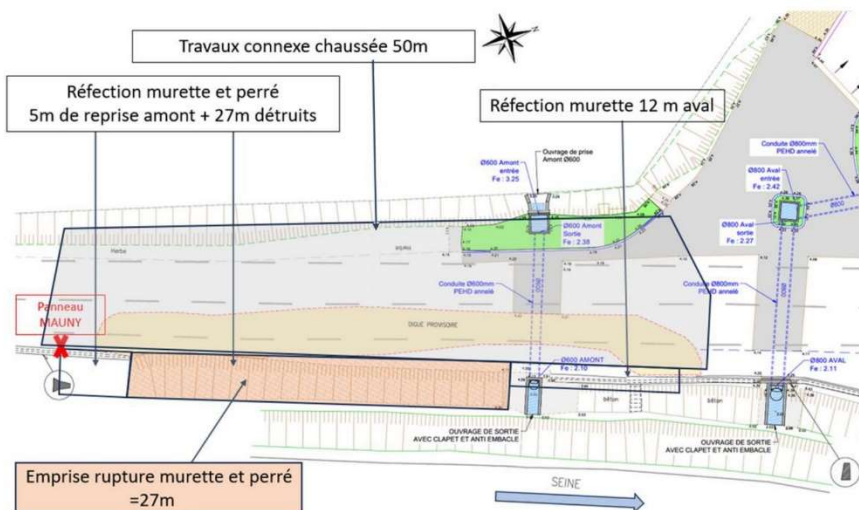 Travaux connexe chaussée 50m
Réfection murette et perré
5m de reprise amont + 27m détruits
Réfection murette 12 m aval
Ouvrage de prise
Amont Ø600
Ø600 Amont
entrée
Fe : 3.25
Conduite Ø800mm
PEHD annelé
Ø800 Aval
entrée
Fe : 2.42
Ø600 Amont
Sortie
Fe : 2.38
Ø800 Aval
sortie
Fe : 2.27
Herbe
Conduite Ø600mm
PEHD annelé
Conduite Ø800mm
PEHD annelé
Panneau
MAUNY
DIGUE PROVISOIRE
Ø600 AMONT
Fe : 2.10
Ø800 AVAL
Fe : 2.11
béton
béton
OUVRAGE DE SORTIE
AVEC CLAPET ET ANTI EMBACLE
OUVRAGE DE SORTIE
AVEC CLAPET ET ANTI EMBACLE
Emprise rupture murette et perré
=27m
SEINE